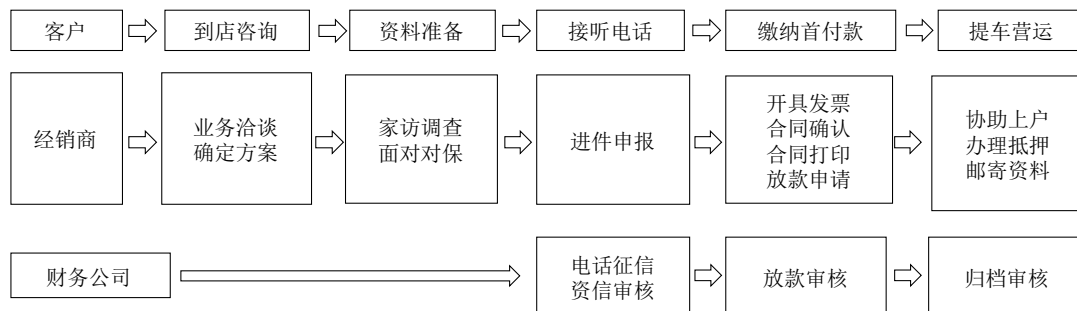 客户
到店咨询
资料准备
接听电话
缴纳首付款
提车营运
经销商
业务洽谈
确定方案
家访调查
面对对保
进件申报
开具发票
合同确认
合同打印
放款申请
协助上户
办理抵押
邮寄资料
财务公司
电话征信
资信审核
放款审核
归档审核